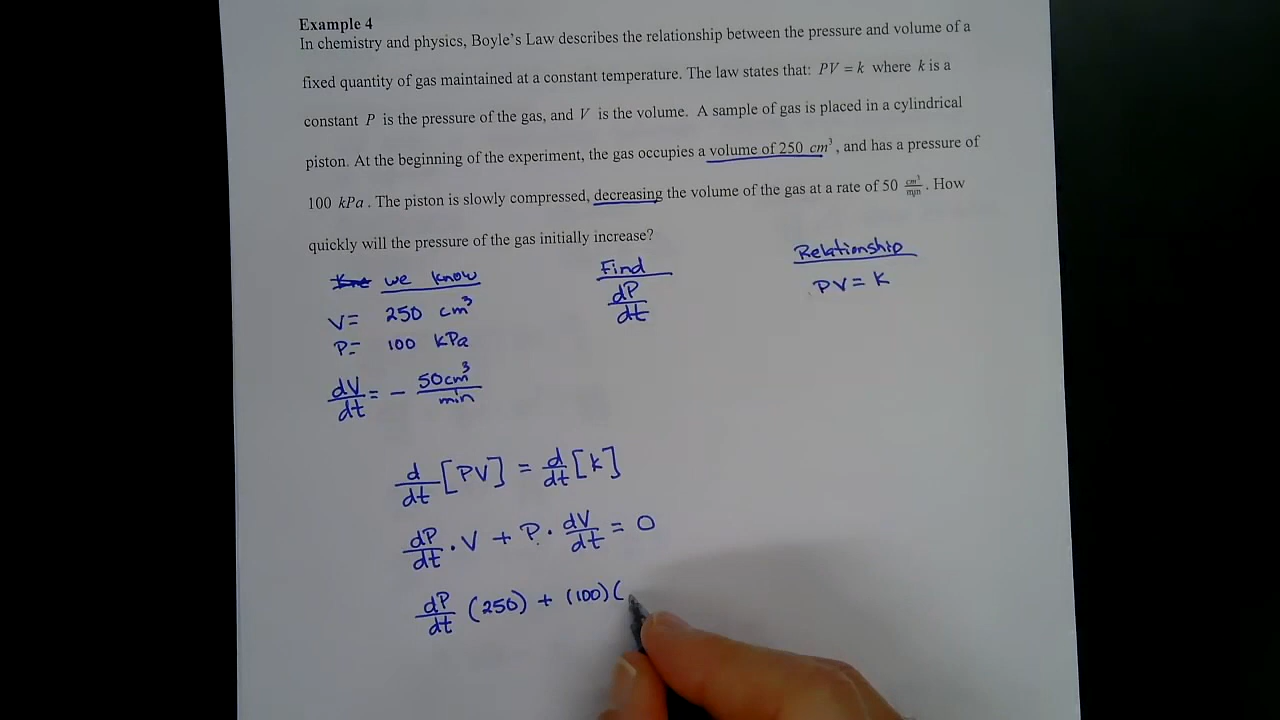 Example 4
In chemistry and physics, Boyle's Law describes the relationship between the pressure and volume of a
fixed quantity of gas maintained at a constant temperature. The law states that: PV = k where k is a
constant P is the pressure of the gas, and V is the volume. A sample of gas is placed in a cylindrical
piston. At the beginning of the experiment, the gas occupies a volume of 250 cm³, and has a pressure of
100 kPa. The piston is slowly compressed, decreasing the volume of the gas at a rate of 50 cm³/min. How
quickly will the pressure of the gas initially increase?
we know
V= 250 cm³
P= 100 kPa
dV/dt = - 50cm³/min
Find
dP/dt
Relationship
PV = k
d/dt [PV] = d/dt [k]
dP/dt · V + P · dV/dt = 0
dP/dt (250) + (100)(